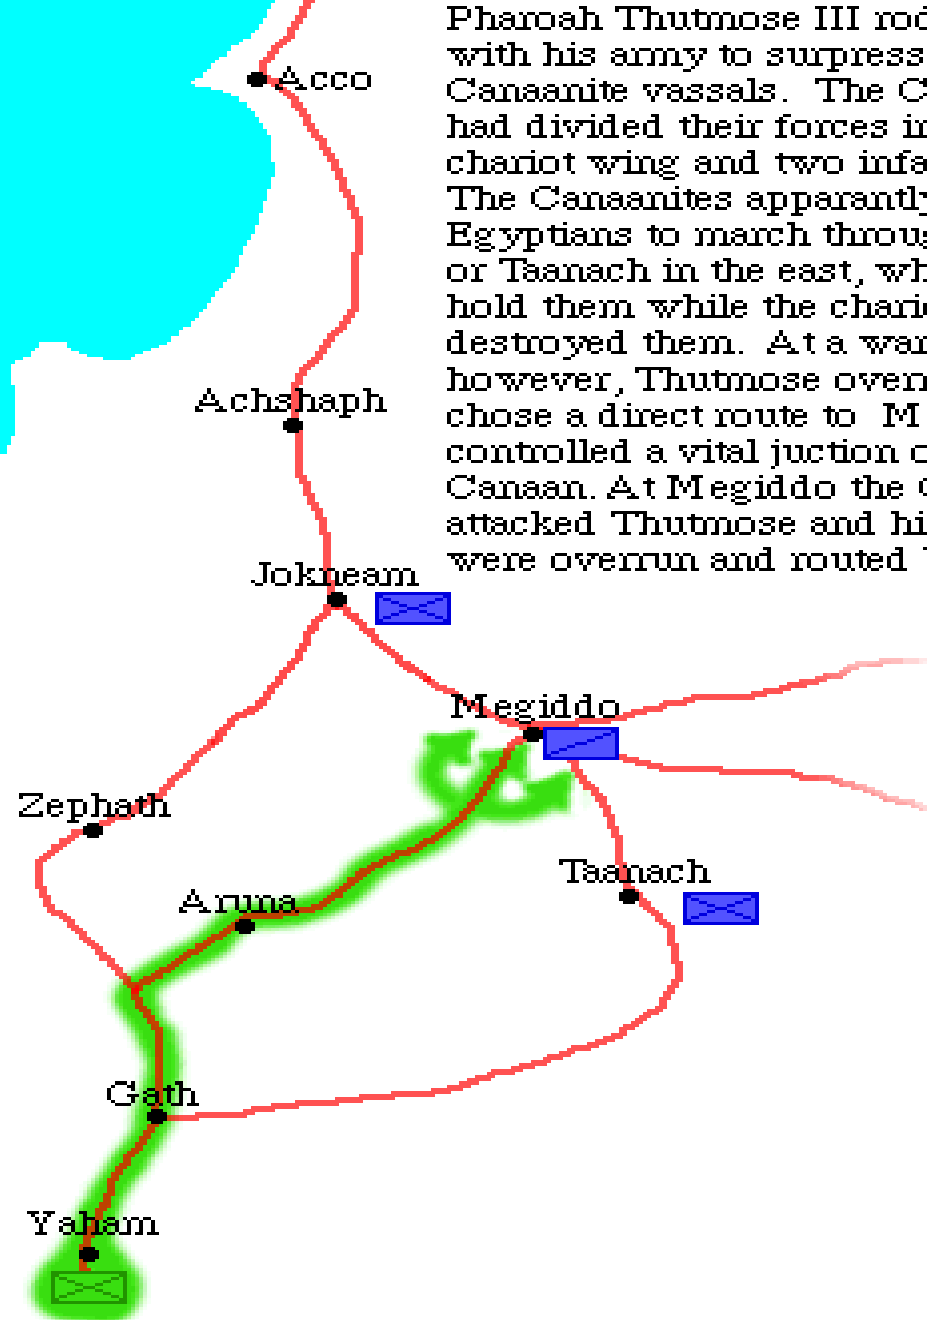 Pharoah Thutmose III rod
with his army to surpress
Canaanite vassals. The C
had divided their forces in
chariot wing and two infa
The Canaanites apparantly
Egyptians to march throug
or Taanach in the east, wh
hold them while the chario
destroyed them. At a war
however, Thutmose overr
chose a direct route to M
controlled a vital juction o
Canaan. At Megiddo the C
attacked Thutmose and hi
were overrun and routed
Acco
Achshaph
Jokneam
Megiddo
Zephath
Taanach
Aruna
Gath
Yaham